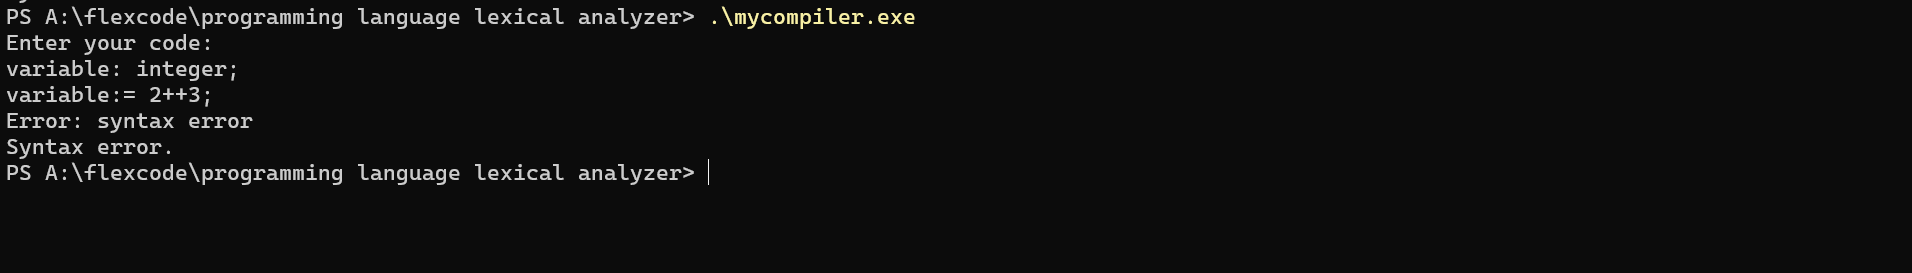 PS A:\flexcode\programming language lexical analyzer> .\mycompiler.exe
Enter your code:
variable: integer;
variable:= 2++3;
Error: syntax error
Syntax error.
PS A:\flexcode\programming language lexical analyzer>